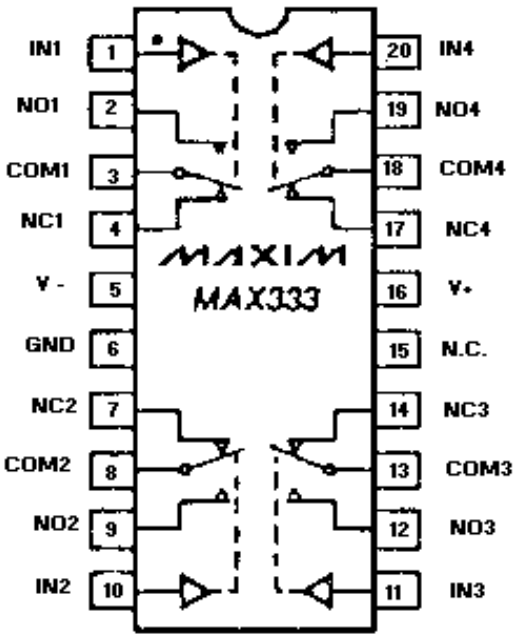 IN1 1 20 IN4
NO1 2 19 NO4
COM1 3 18 COM4
NC1 4 17 NC4
MAXIM
V - 5 MAX333 16 V+
GND 6 15 N.C.
NC2 7 14 NC3
COM2 8 13 COM3
NO2 9 12 NO3
IN2 10 11 IN3